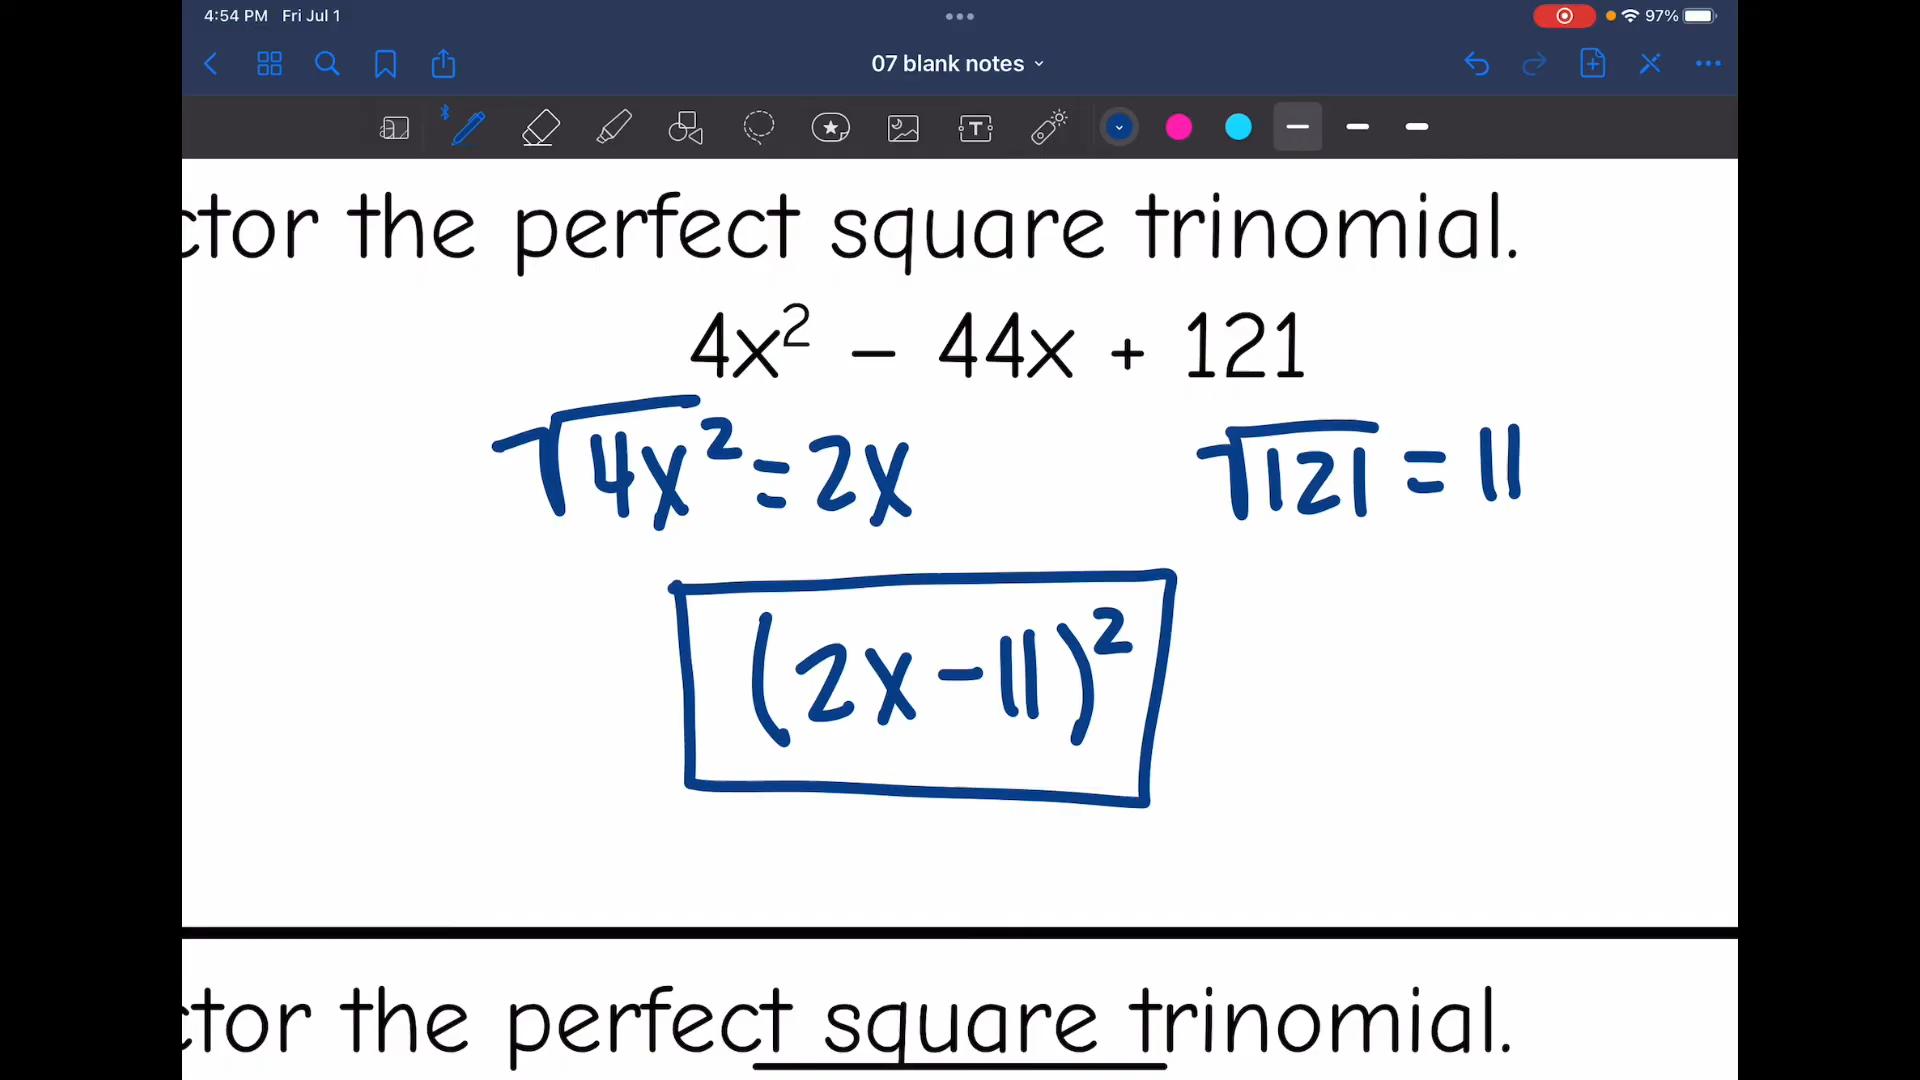 4:54 PM Fri Jul 1
97%
07 blank notes
T
ctor the perfect square trinomial.
4x² – 44x + 121
√4x² = 2x √121 = 11
(2x – 11)²
ctor the perfect square trinomial.